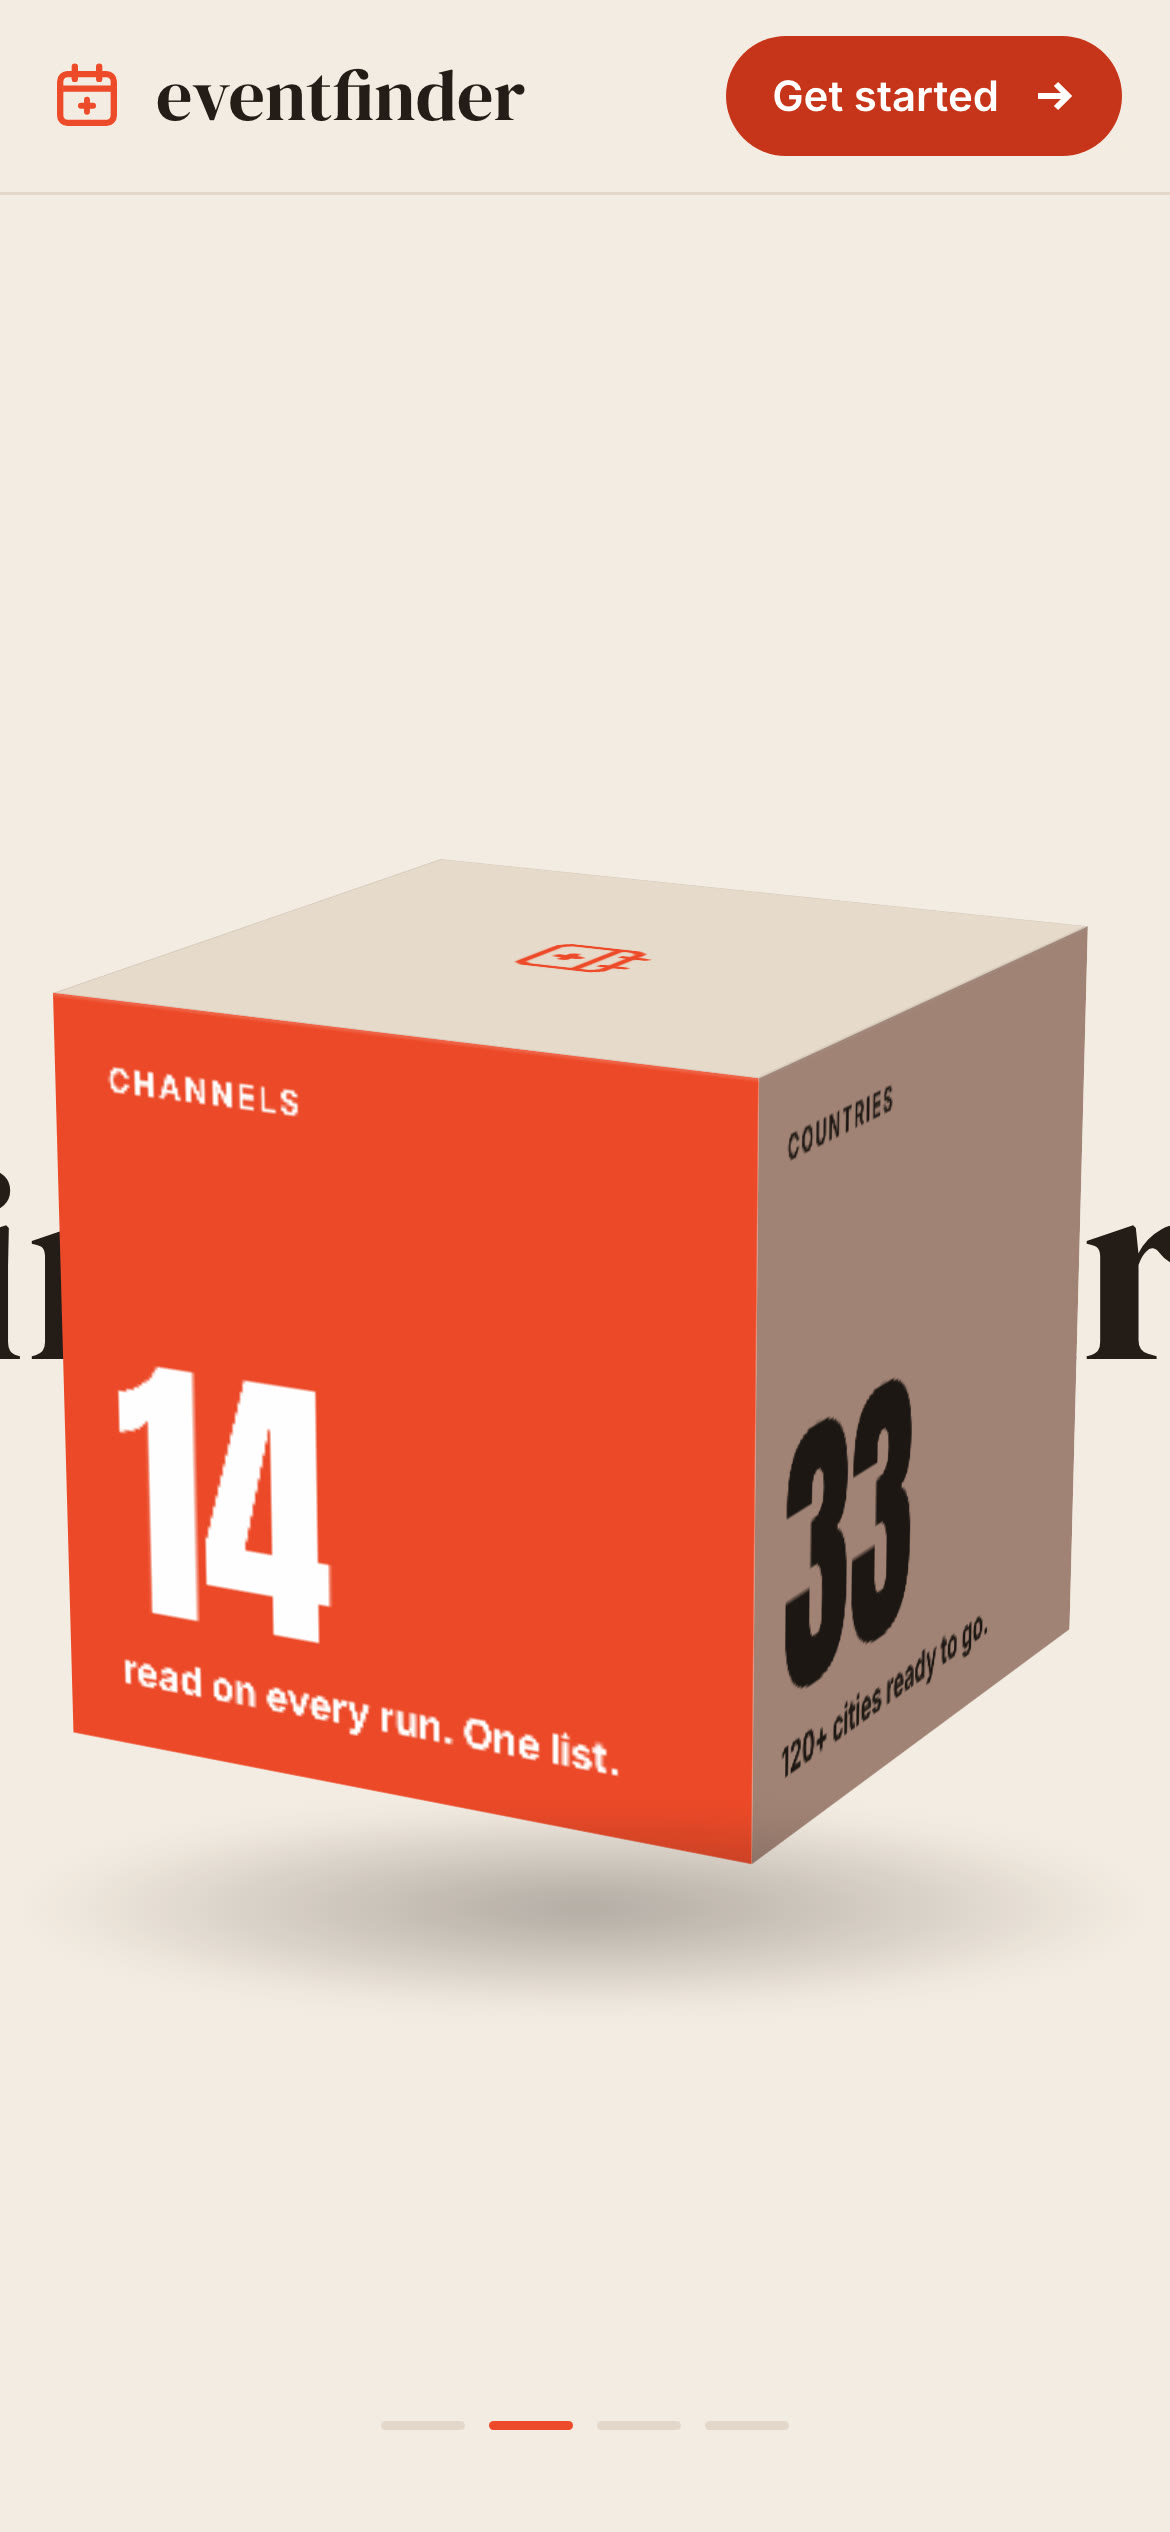 eventfinder
Get started
CHANNELS
COUNTRIES
14
33
read on every run. One list.
120+ cities ready to go.